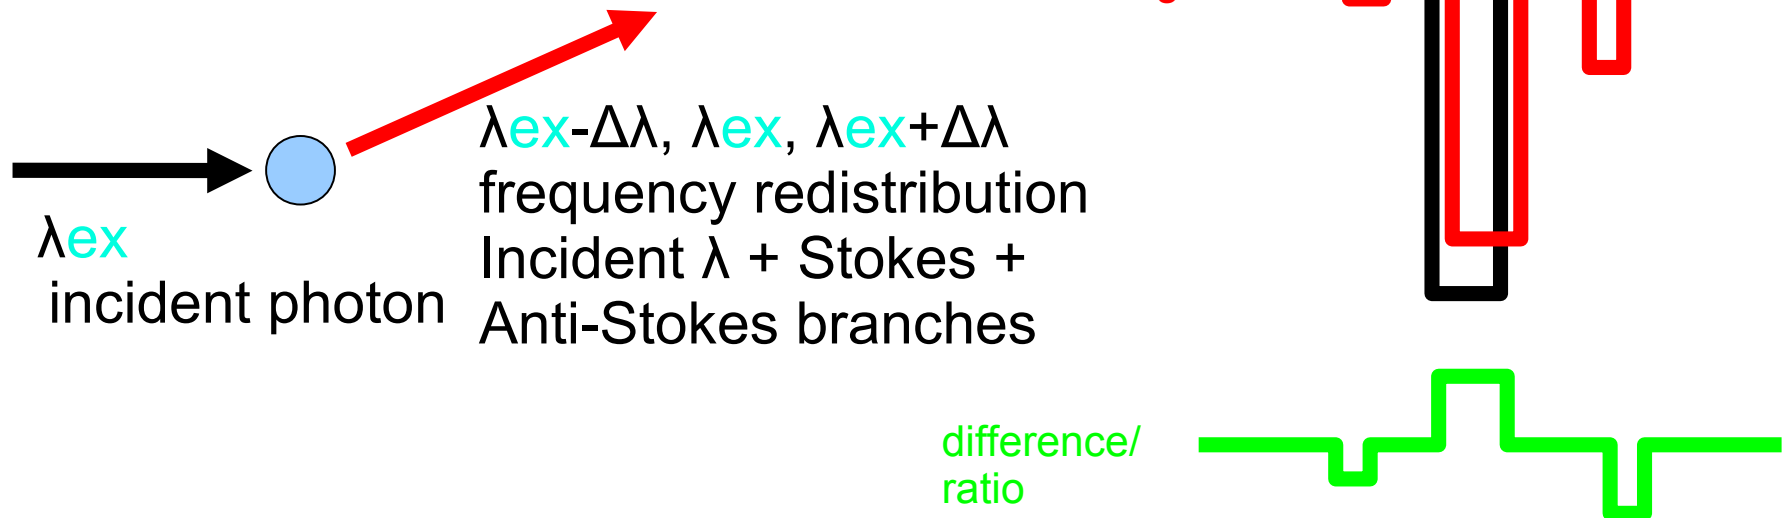 λex-Δλ, λex, λex+Δλ
frequency redistribution
Incident λ + Stokes +
Anti-Stokes branches
λex
incident photon
difference/
ratio